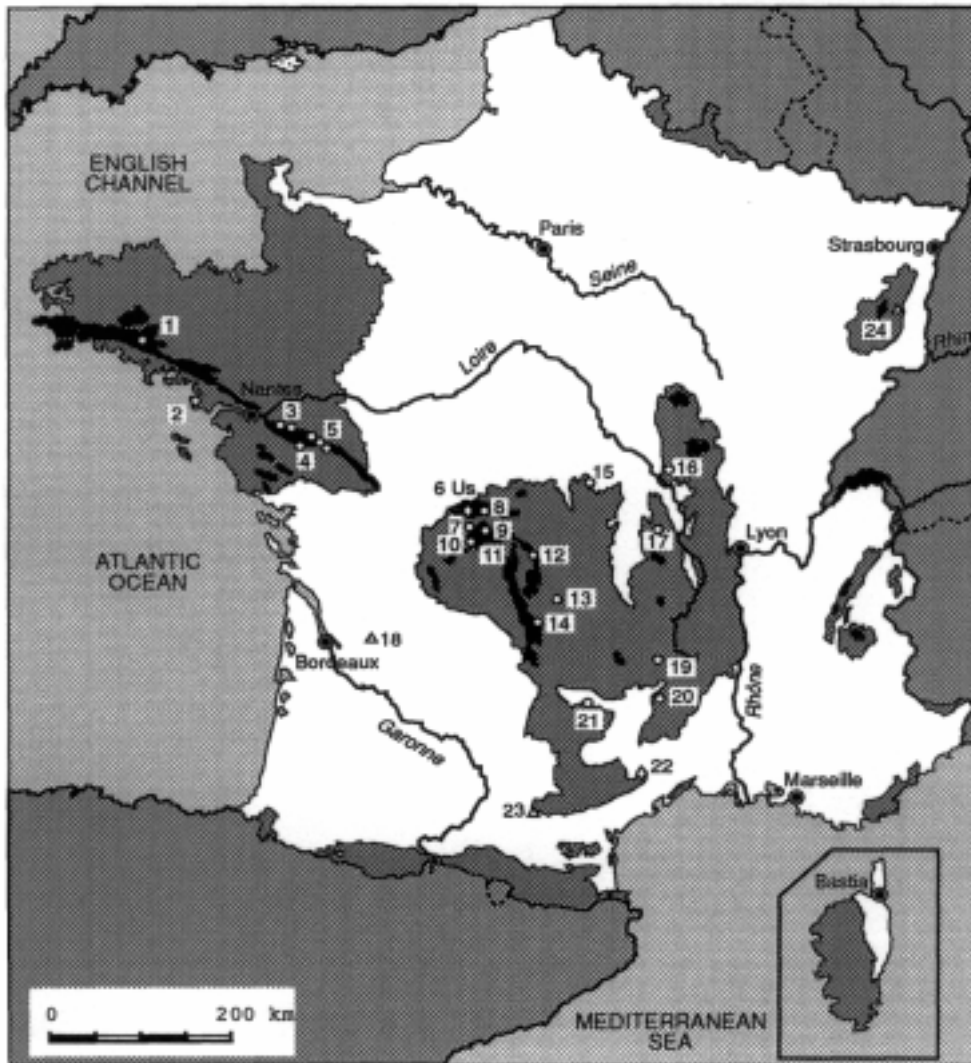 ENGLISH
CHANNEL
Paris
Seine
Strasbourg
Rhin
24
1
Loire
Nantes
2
3
5
4
15
16
6 Us
8
7
9
10
11
12
17
Lyon
ATLANTIC
OCEAN
13
14
18
Bordeaux
19
20
21
Rhône
Garonne
22
Marseille
23
Bastia
0 200 km
MEDITERRANEAN
SEA